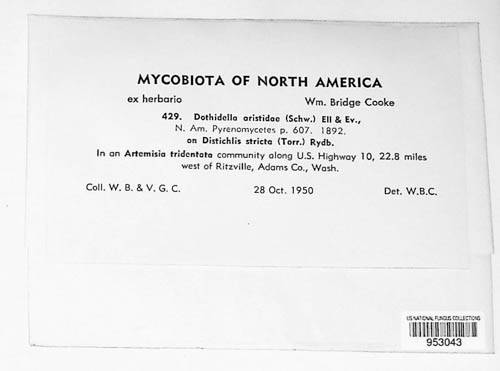 MYCOBIOTA OF NORTH AMERICA
ex herbario Wm. Bridge Cooke
429. Dothidella aristidae (Schw.) Ell & Ev.,
N. Am. Pyrenomycetes p. 607. 1892.
on Distichlis stricta (Torr.) Rydb.
In an Artemisia tridentata community along U.S. Highway 10, 22.8 miles
west of Ritzville, Adams Co., Wash.
Coll. W. B. & V. G. C. 28 Oct. 1950 Det. W.B.C.
US NATIONAL FUNGUS COLLECTIONS
953043